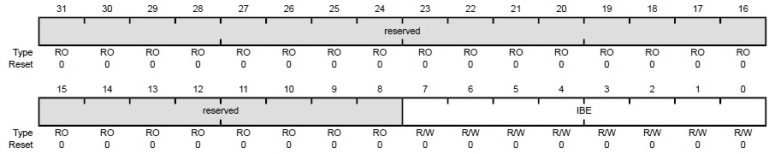 31 30 29 28 27 26 25 24 23 22 21 20 19 18 17 16
reserved
Type RO RO RO RO RO RO RO RO RO RO RO RO RO RO RO RO
Reset 0 0 0 0 0 0 0 0 0 0 0 0 0 0 0 0
15 14 13 12 11 10 9 8 7 6 5 4 3 2 1 0
reserved IBE
Type RO RO RO RO RO RO RO RO R/W R/W R/W R/W R/W R/W R/W R/W
Reset 0 0 0 0 0 0 0 0 0 0 0 0 0 0 0 0